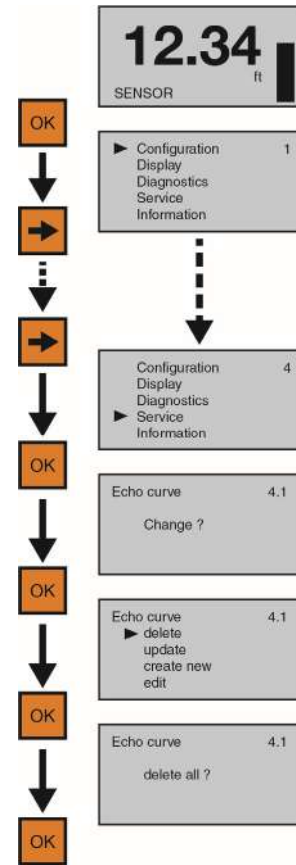 12.34
ft
SENSOR
OK
Configuration 1
Display
Diagnostics
Service
Information
Configuration 4
Display
Diagnostics
Service
Information
OK
Echo curve 4.1
Change ?
OK
Echo curve 4.1
delete
update
create new
edit
OK
Echo curve 4.1
delete all ?
OK